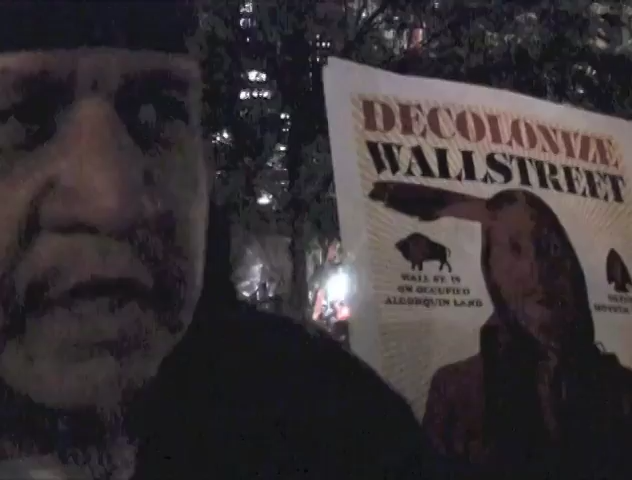 DECOLONIZE
WALLSTREET
WALL ST. IS
ON OCCUPIED
ALGONQUIN LAND